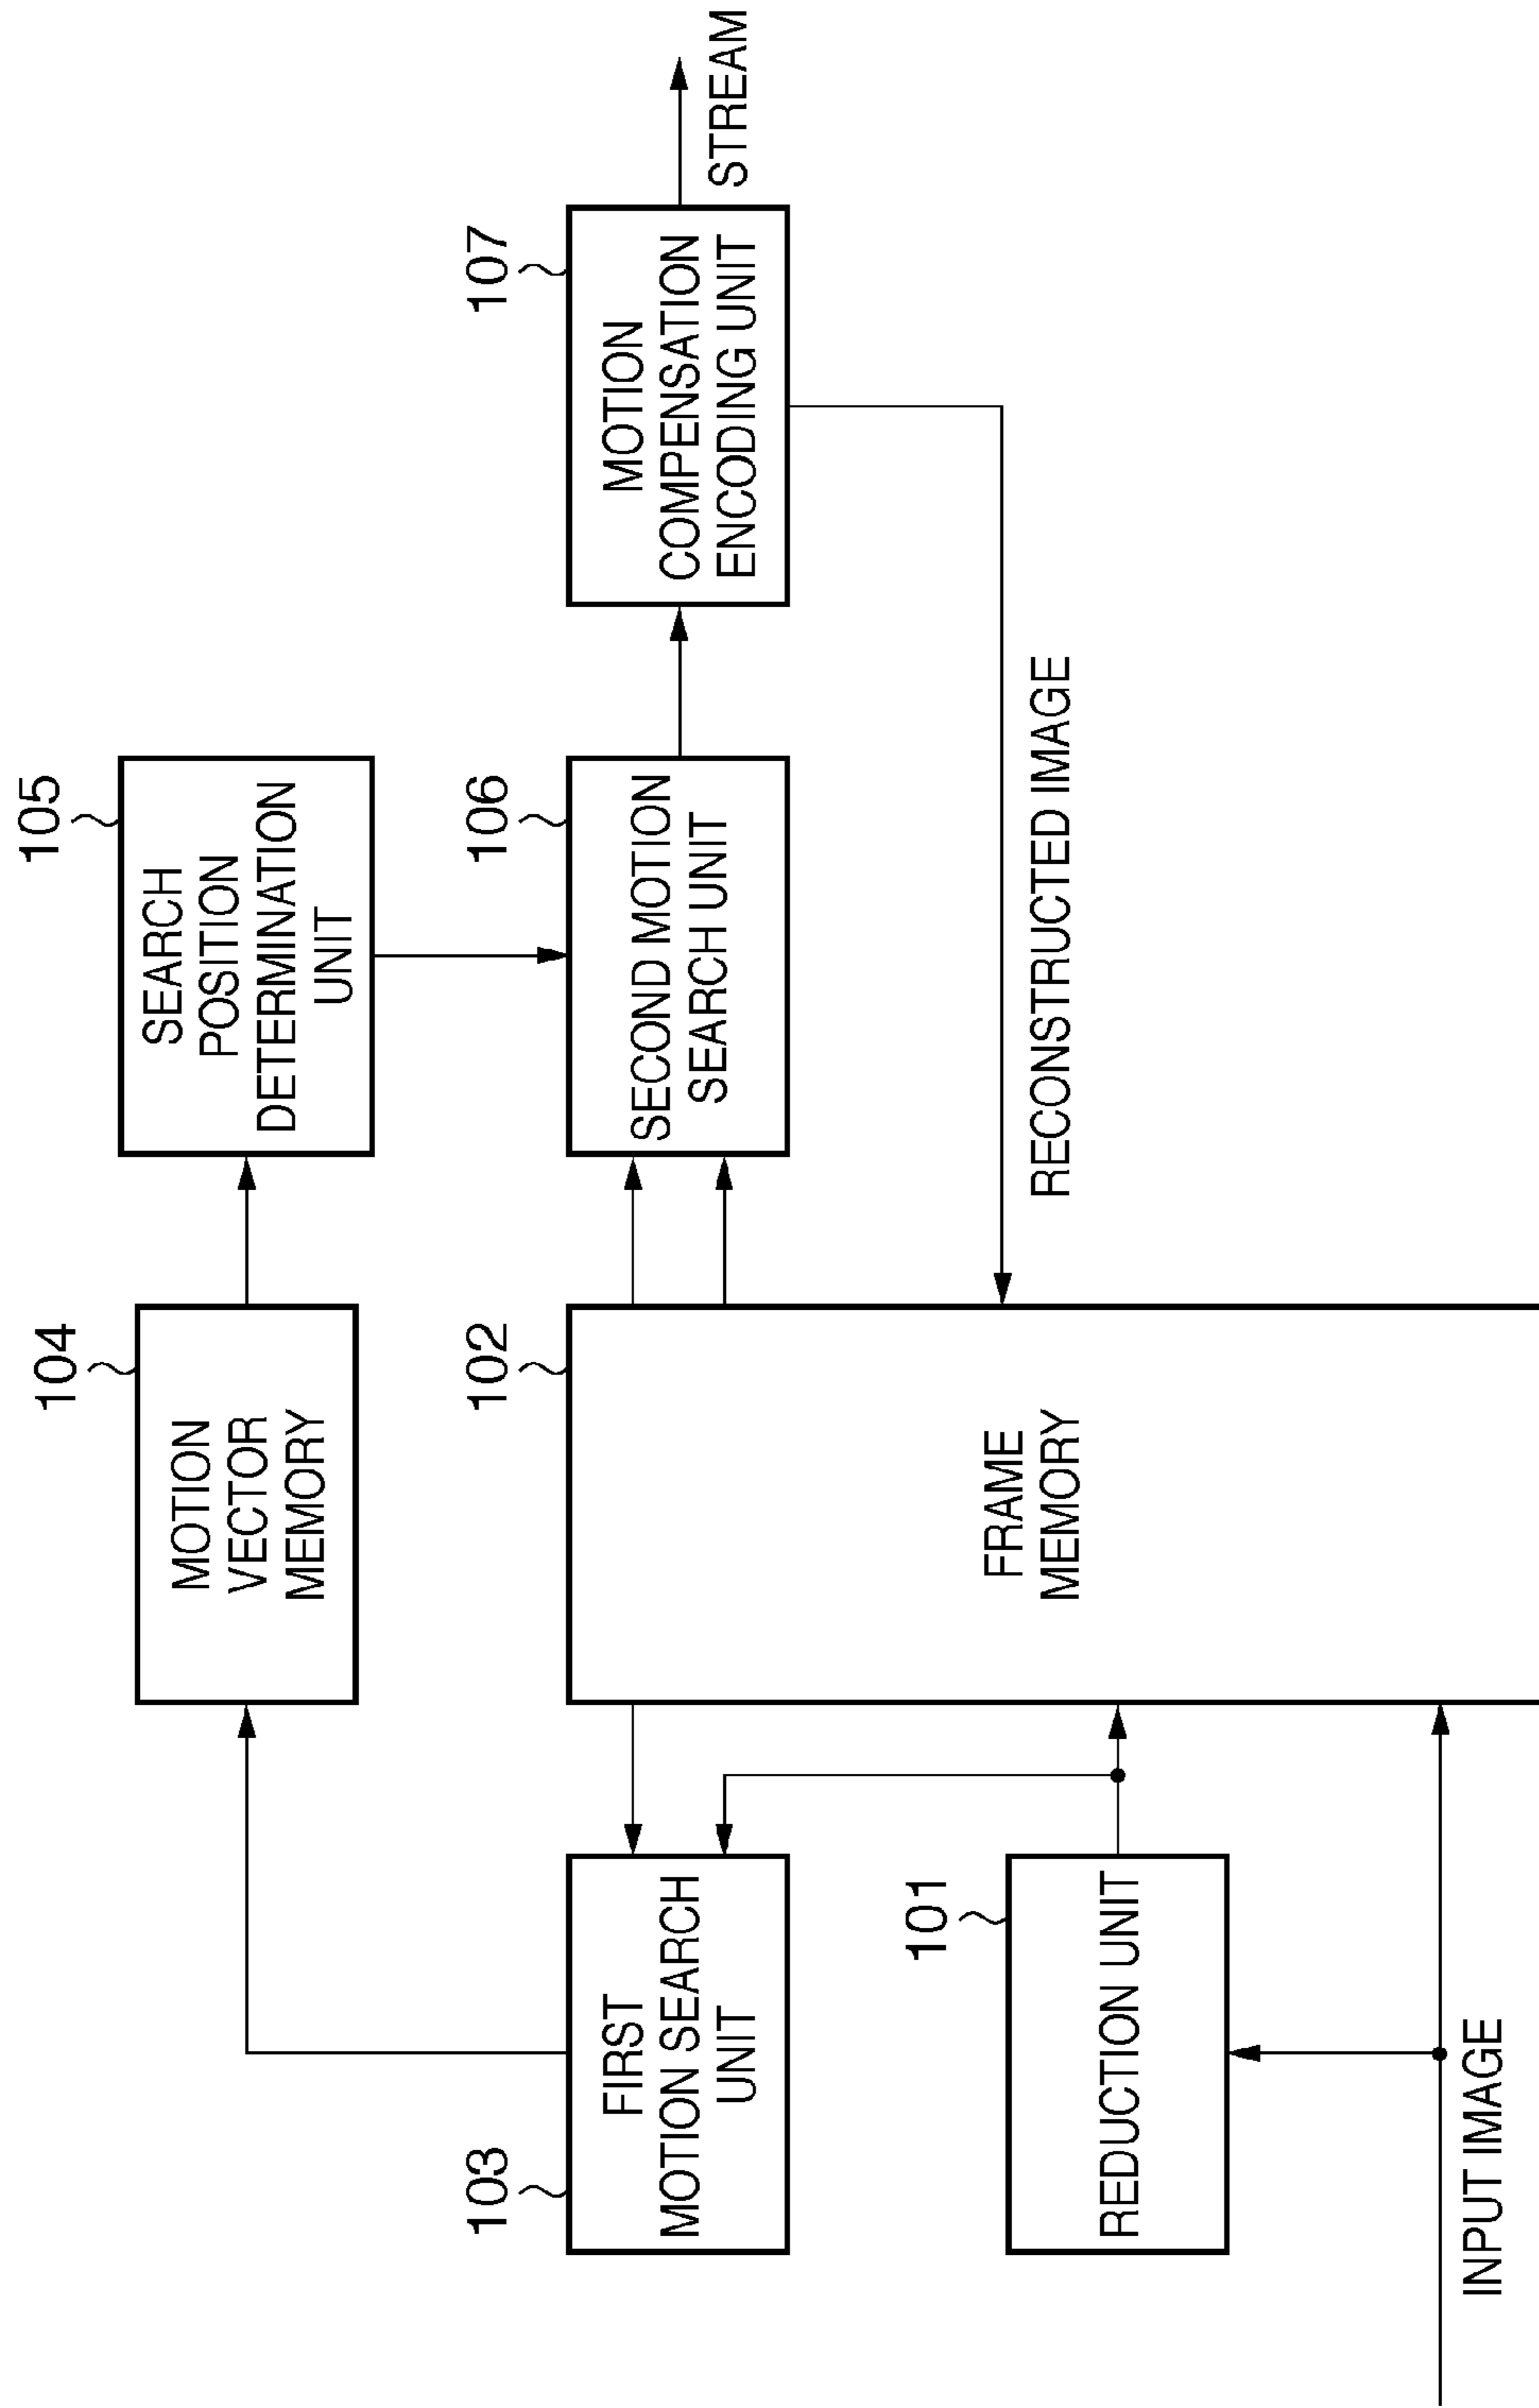 104
MOTION
VECTOR
MEMORY
105
SEARCH
POSITION
DETERMINATION
UNIT
103
FIRST
MOTION SEARCH
UNIT
102
FRAME
MEMORY
106
SECOND MOTION
SEARCH UNIT
107
MOTION
COMPENSATION
ENCODING UNIT
STREAM
101
REDUCTION UNIT
RECONSTRUCTED IMAGE
INPUT IMAGE